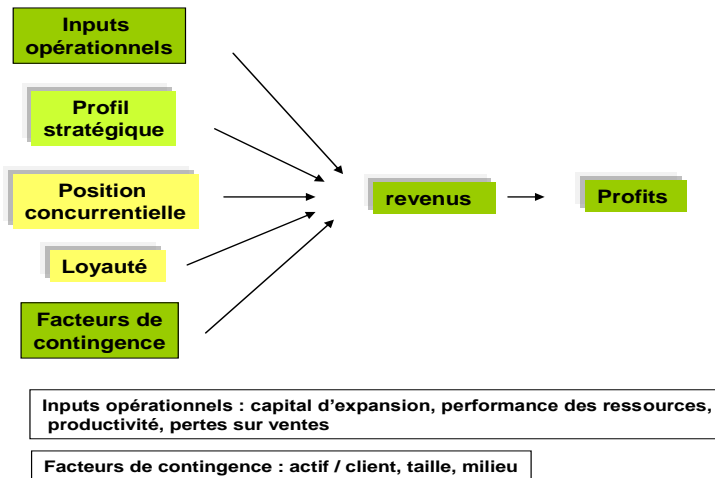 Inputs
opérationnels
Profil
stratégique
Position
concurrentielle
revenus
Profits
Loyauté
Facteurs de
contingence
Inputs opérationnels : capital d'expansion, performance des ressources,
productivité, pertes sur ventes
Facteurs de contingence : actif / client, taille, milieu